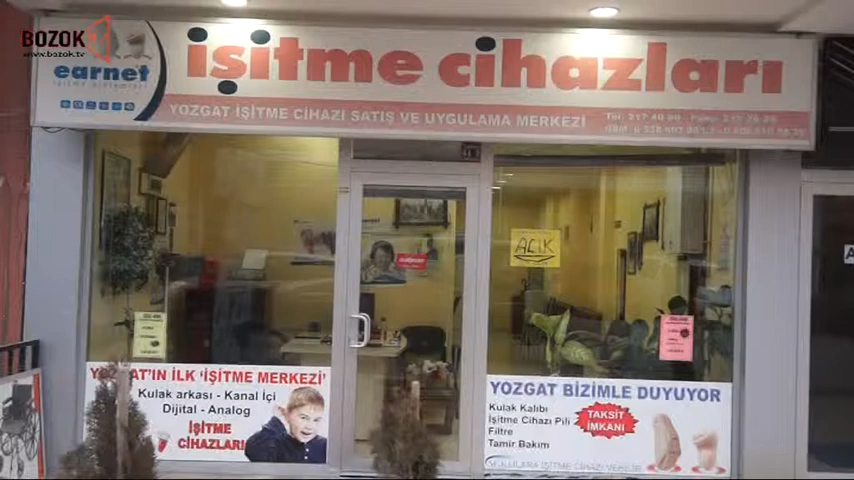 BOZOK
www.bozok.tv
earnet
işitme sistemleri
işitme cihazları
YOZGAT İŞİTME CİHAZI SATIŞ VE UYGULAMA MERKEZİ
AÇIK
YOZGAT'IN İLK 'İŞİTME MERKEZİ'
Kulak arkası - Kanal İçi
Dijital - Analog
İŞİTME
CİHAZLARI
YOZGAT BİZİMLE DUYUYOR
Kulak Kalıbı
İşitme Cihazı Pili
Filtre
Tamir Bakım
TAKSİT
İMKANI